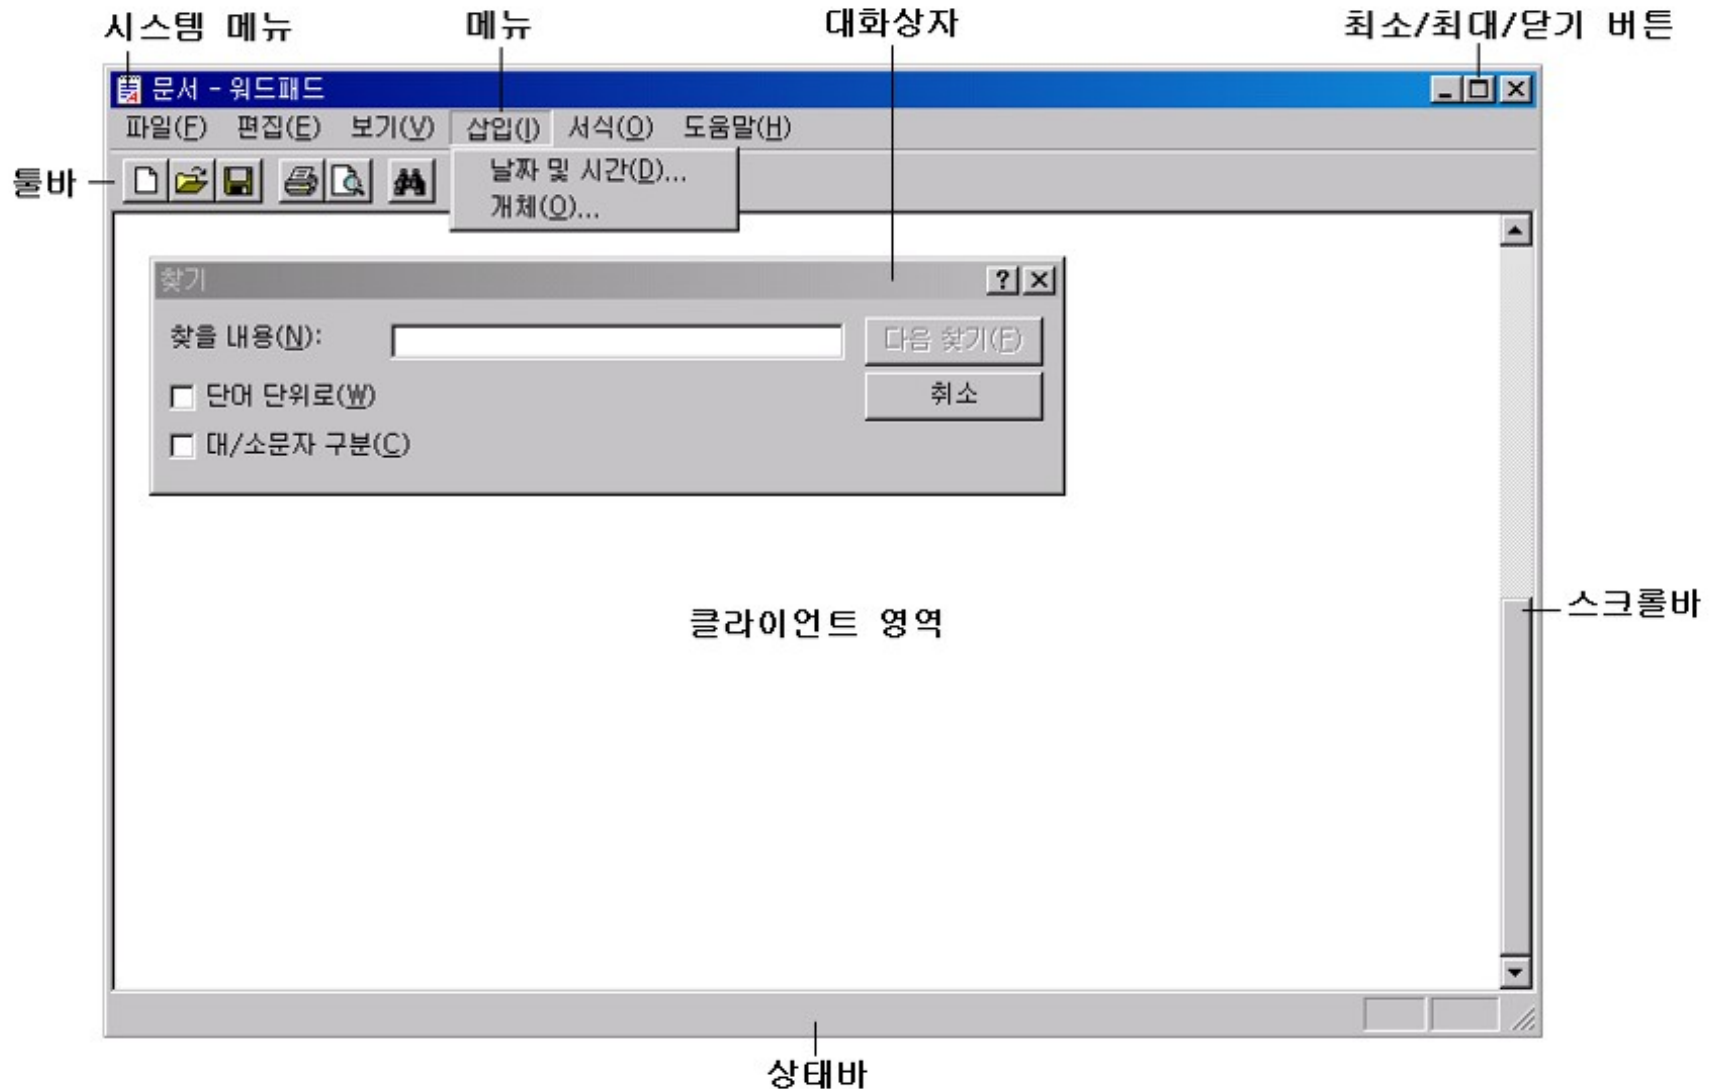 시스템 메뉴
메뉴
대화상자
최소/최대/닫기 버튼
문서 - 워드패드
파일(F) 편집(E) 보기(V) 삽입(I) 서식(O) 도움말(H)
툴바
날짜 및 시간(D)...
개체(O)...
찾기
찾을 내용(N):
다음 찾기(F)
단어 단위로(W)
취소
대/소문자 구분(C)
클라이언트 영역
스크롤바
상태바